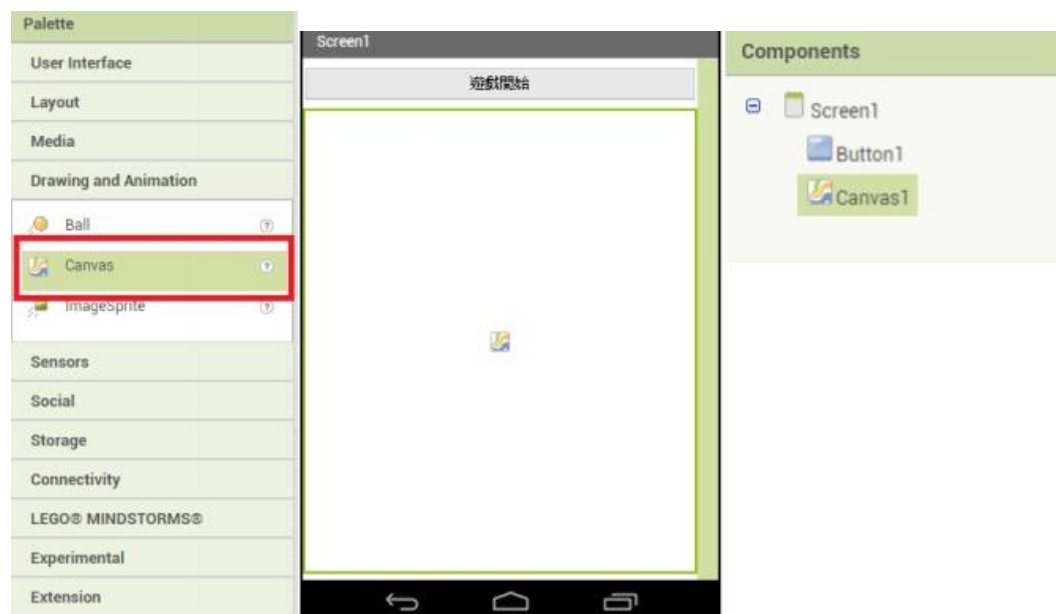 Palette
User Interface
Layout
Media
Drawing and Animation
Ball
?
Canvas
?
ImageSprite
?
Sensors
Social
Storage
Connectivity
LEGO® MINDSTORMS®
Experimental
Extension
Screen1
遊戲開始
Components
Screen1
Button1
Canvas1